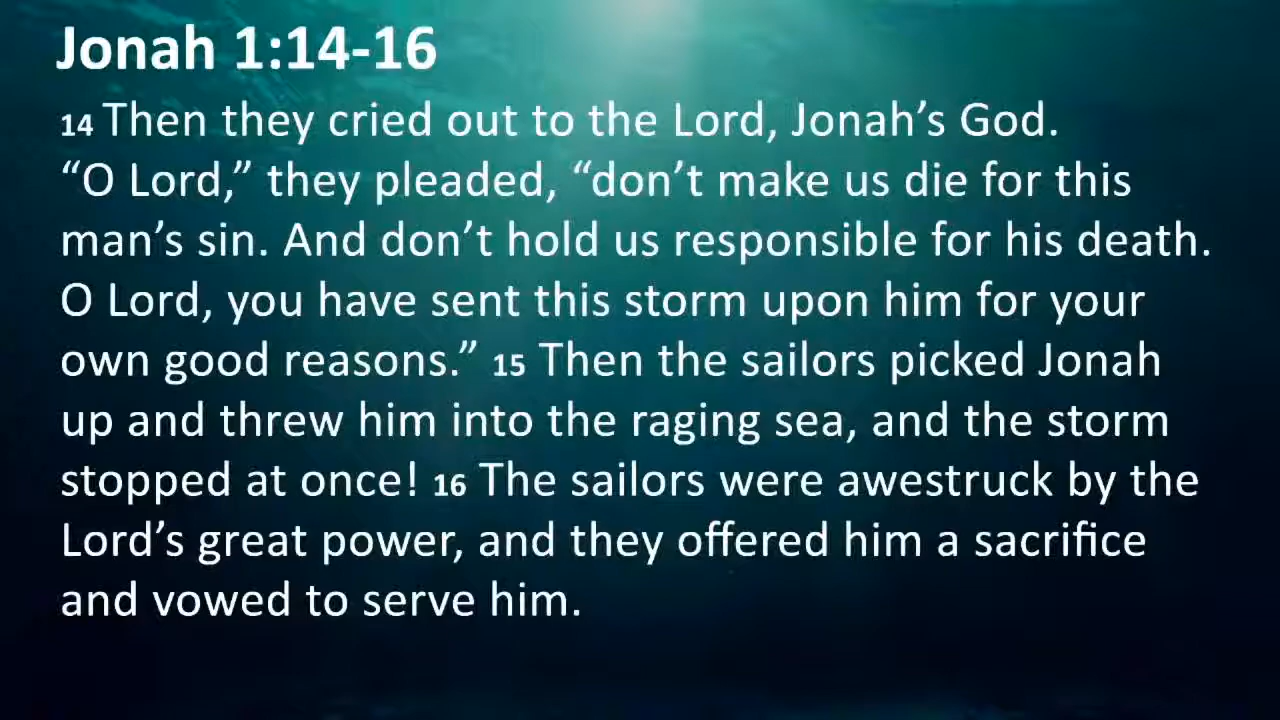 Jonah 1:14-16
14 Then they cried out to the Lord, Jonah’s God.
“O Lord,” they pleaded, “don’t make us die for this
man’s sin. And don’t hold us responsible for his death.
O Lord, you have sent this storm upon him for your
own good reasons.” 15 Then the sailors picked Jonah
up and threw him into the raging sea, and the storm
stopped at once! 16 The sailors were awestruck by the
Lord’s great power, and they offered him a sacrifice
and vowed to serve him.